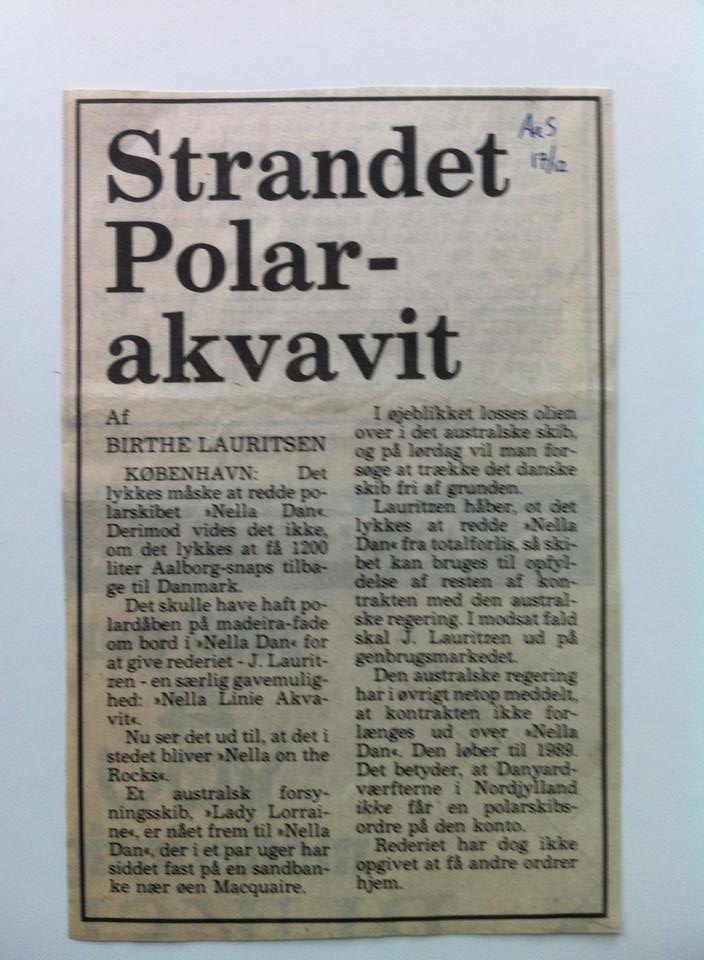 Strandet
Polar-
akvavit
AaS
17/12
Af
BIRTHE LAURITSEN
KØBENHAVN: Det
lykkes måske at redde po-
larskibet »Nella Dan«.
Derimod vides det ikke,
om det lykkes at få 1200
liter Aalborg-snaps tilba-
ge til Danmark.
Det skulle have haft po-
lardåben på madeira-fade
om bord i »Nella Dan« for
at give rederiet - J. Laurit-
zen - en særlig gavemulig-
hed: »Nella Linie Akva-
vit«.
Nu ser det ud til, at det i
stedet bliver »Nella on the
Rocks«.
Et australsk forsy-
ningsskib, »Lady Lorrai-
ne«, er nået frem til »Nella
Dan«, der i et par uger har
siddet fast på en sandban-
ke nær øen Macquaire.
I øjeblikket losses olien
over i det australske skib,
og på lørdag vil man for-
søge at trække det danske
skib fri af grunden.
Lauritzen håber, ot det
lykkes at redde »Nella
Dan« fra totalforlis, så ski-
bet kan bruges til opfyl-
delse af resten af kon-
trakten med den austral-
ske regering. I modsat fald
skal J. Lauritzen ud på
genbrugsmarkedet.
Den australske regering
har i øvrigt netop meddelt,
at kontrakten ikke for-
længes ud over »Nella
Dan«. Den løber til 1989.
Det betyder, at Danyard-
værfterne i Nordjylland
ikke får en polarskibs-
ordre på den konto.
Rederiet har dog ikke
opgivet at få andre ordrer
hjem.